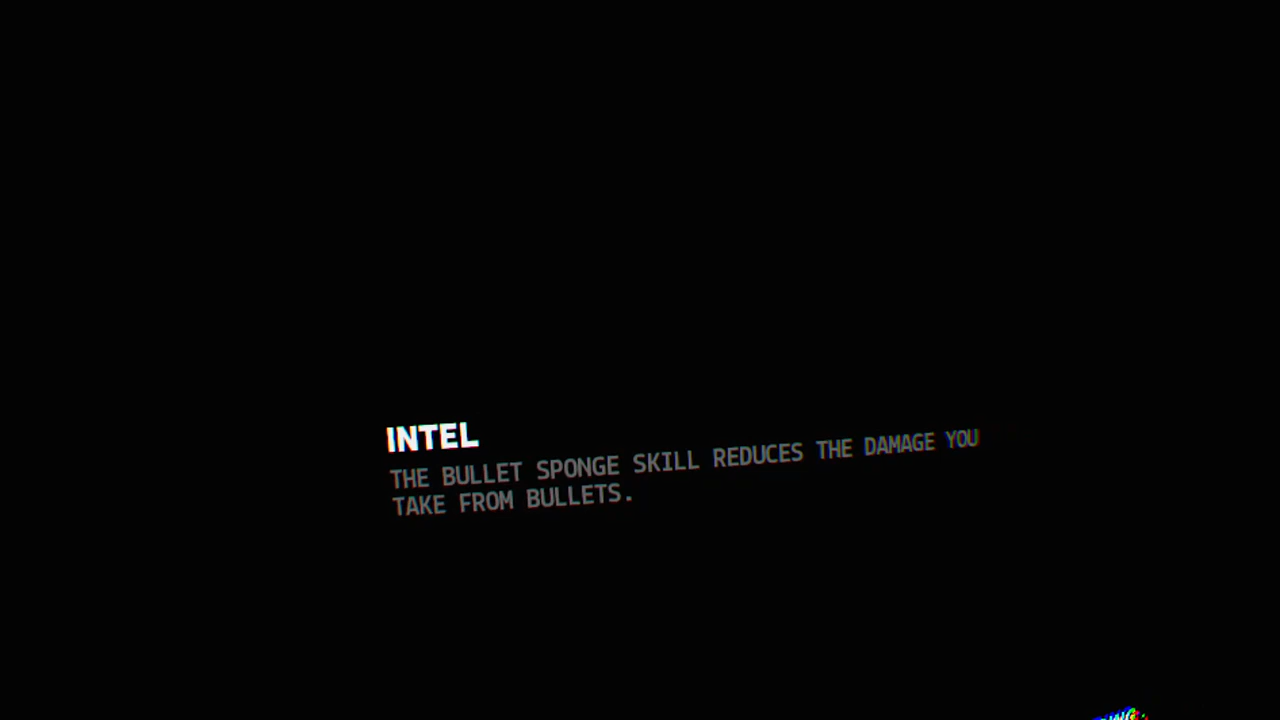 INTEL
THE BULLET SPONGE SKILL REDUCES THE DAMAGE YOU
TAKE FROM BULLETS.